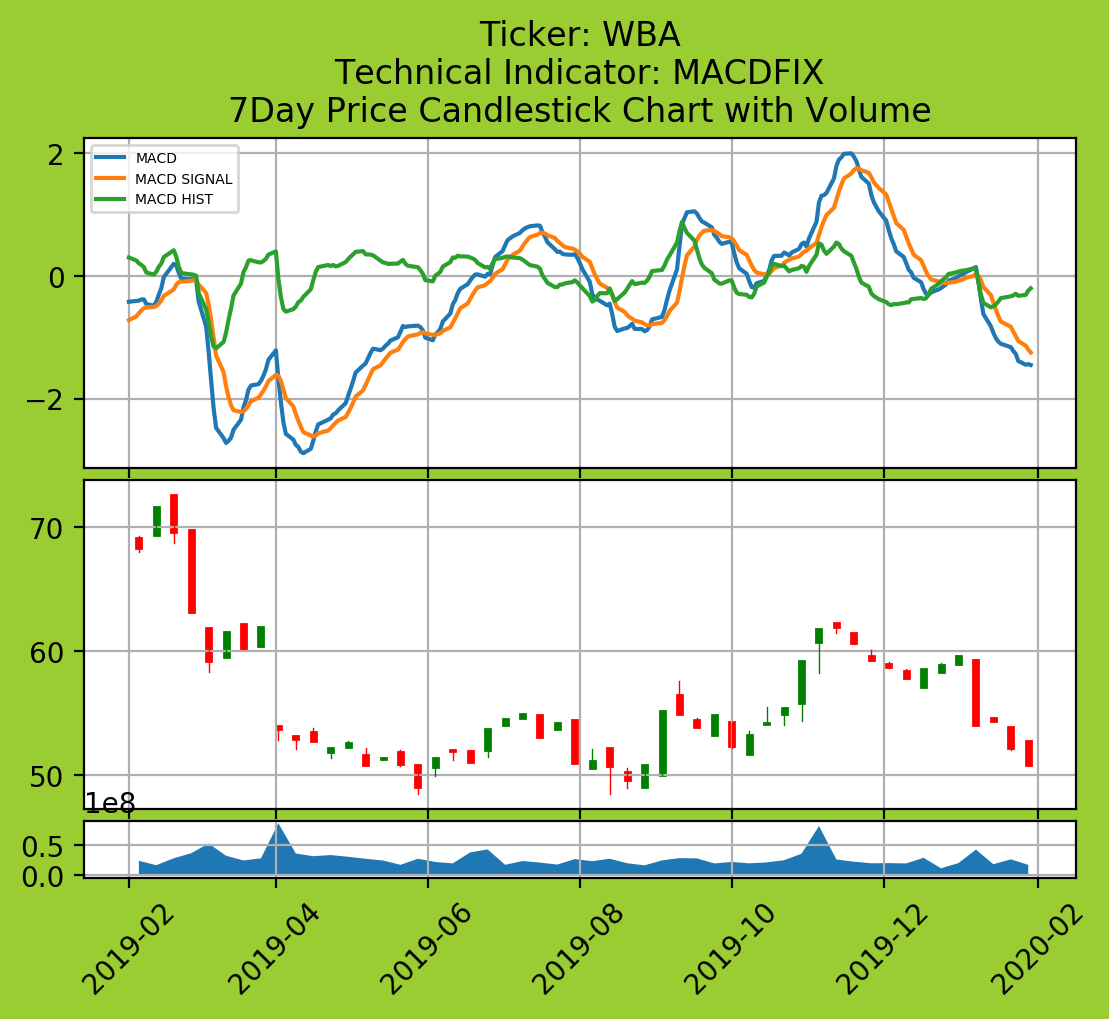 Ticker: WBA
Technical Indicator: MACDFIX
7Day Price Candlestick Chart with Volume
MACD
MACD SIGNAL
MACD HIST
2
0
−2
70
60
50
1e8
0.5
0.0
2019-02
2019-04
2019-06
2019-08
2019-10
2019-12
2020-02